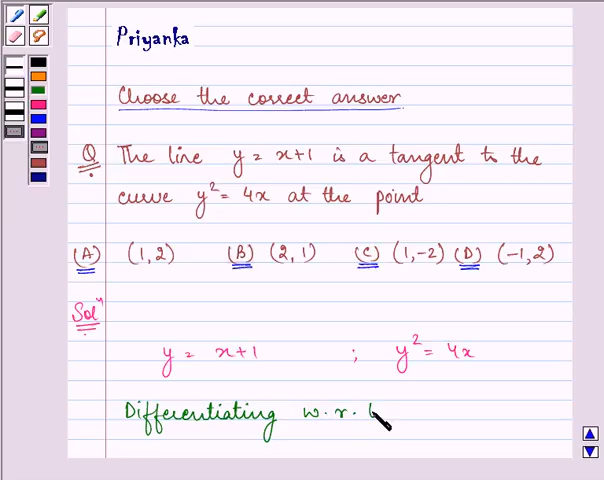 Priyanka
Choose the correct answer
Q The line y = x+1 is a tangent to the
curve y² = 4x at the point
(A) (1,2) (B) (2,1) (C) (1,-2) (D) (-1,2)
Solⁿ
y = x+1 ; y² = 4x
Differentiating w.r.